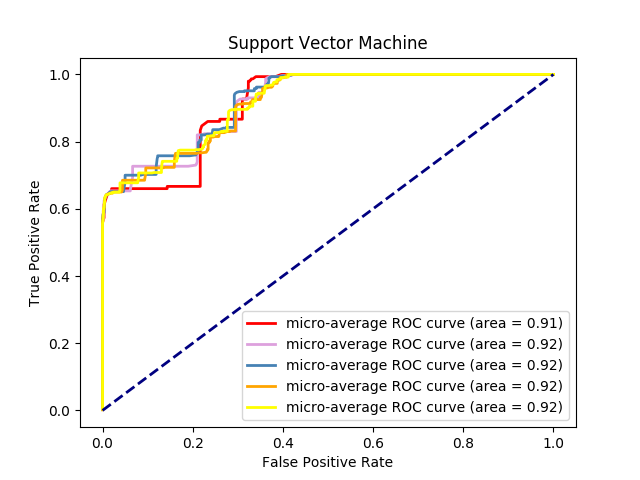 Support Vector Machine
1.0
0.8
0.6
0.4
0.2
0.0
True Positive Rate
micro-average ROC curve (area = 0.91)
micro-average ROC curve (area = 0.92)
micro-average ROC curve (area = 0.92)
micro-average ROC curve (area = 0.92)
micro-average ROC curve (area = 0.92)
0.0 0.2 0.4 0.6 0.8 1.0
False Positive Rate